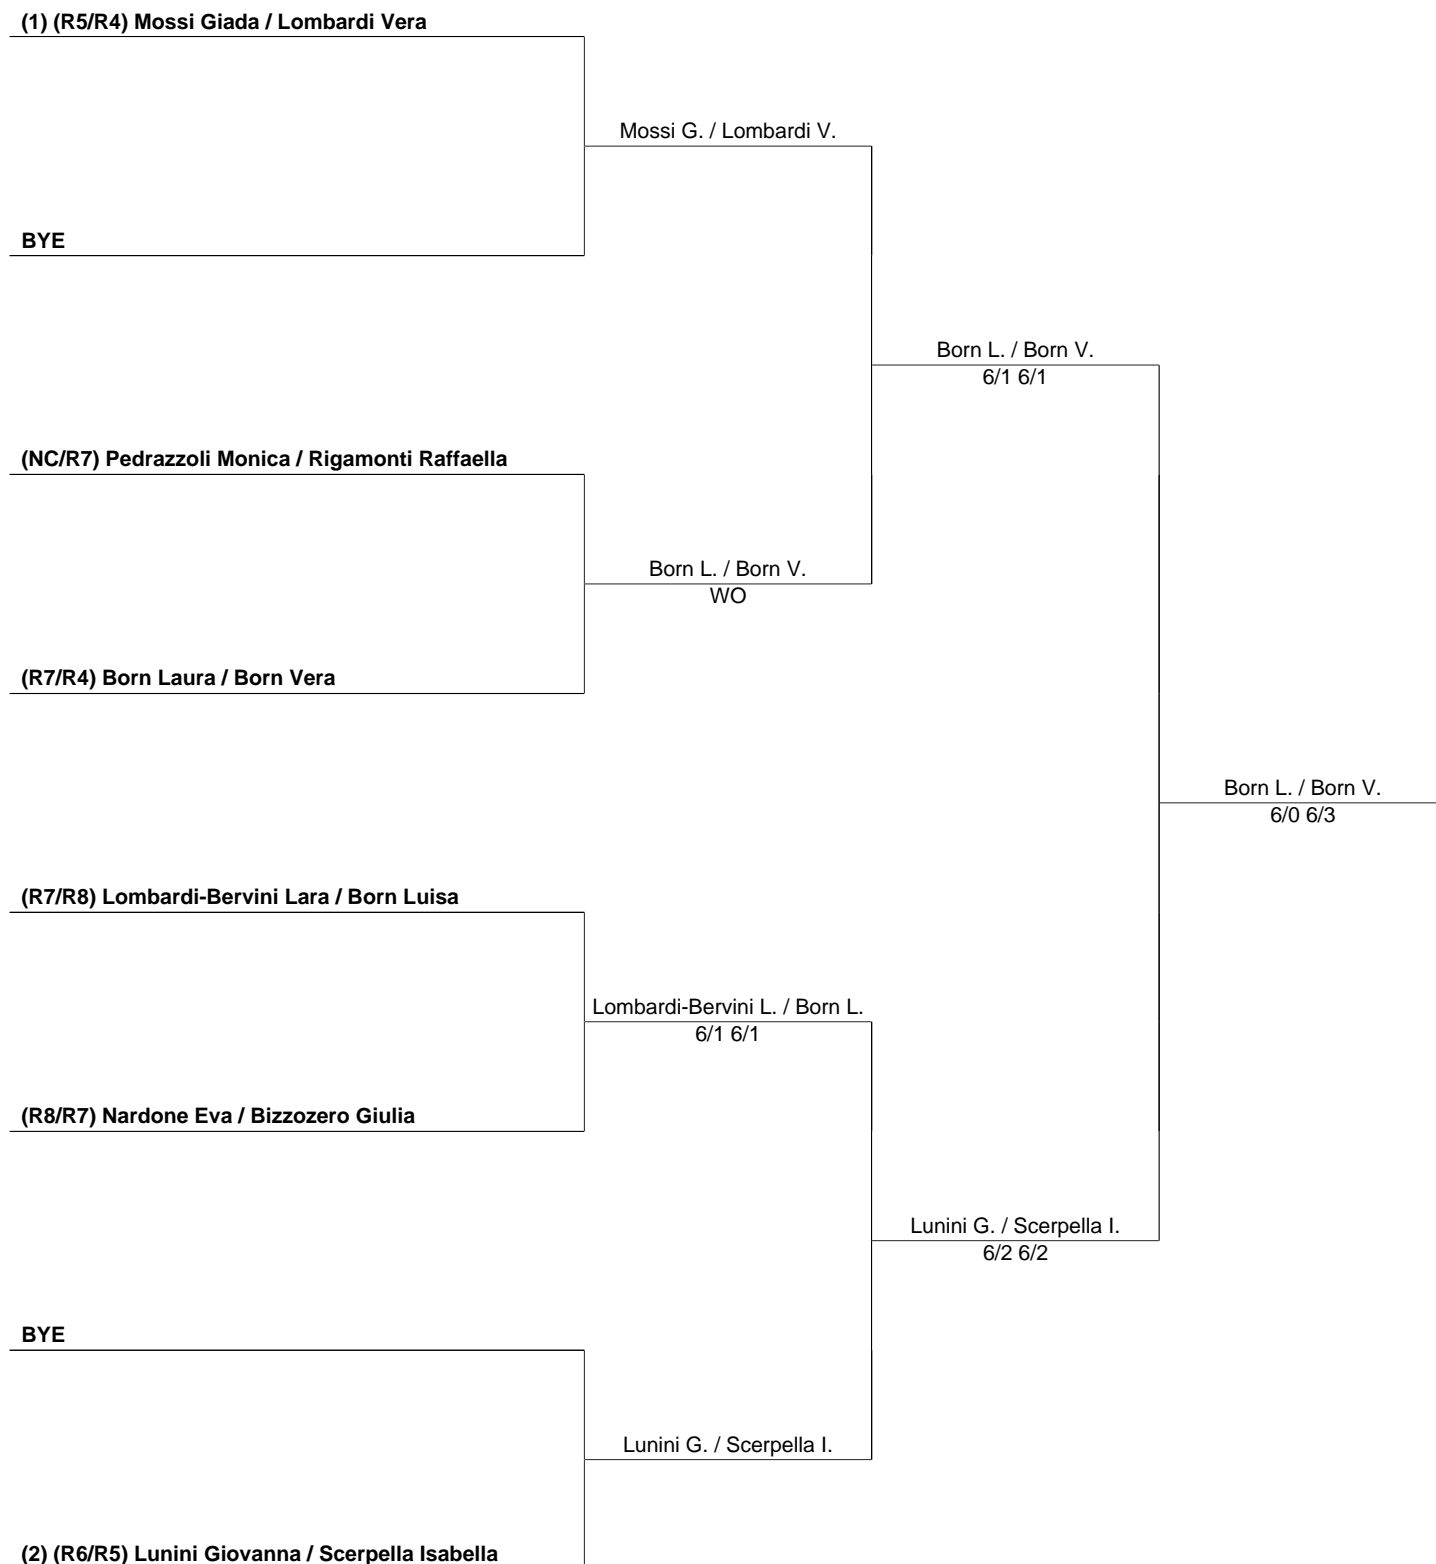 (1) (R5/R4) Mossi Giada / Lombardi Vera
Mossi G. / Lombardi V.
BYE
Born L. / Born V.
6/1 6/1
(NC/R7) Pedrazzoli Monica / Rigamonti Raffaella
Born L. / Born V.
WO
(R7/R4) Born Laura / Born Vera
Born L. / Born V.
6/0 6/3
(R7/R8) Lombardi-Bervini Lara / Born Luisa
Lombardi-Bervini L. / Born L.
6/1 6/1
(R8/R7) Nardone Eva / Bizzozero Giulia
Lunini G. / Scerpella I.
6/2 6/2
BYE
Lunini G. / Scerpella I.
(2) (R6/R5) Lunini Giovanna / Scerpella Isabella